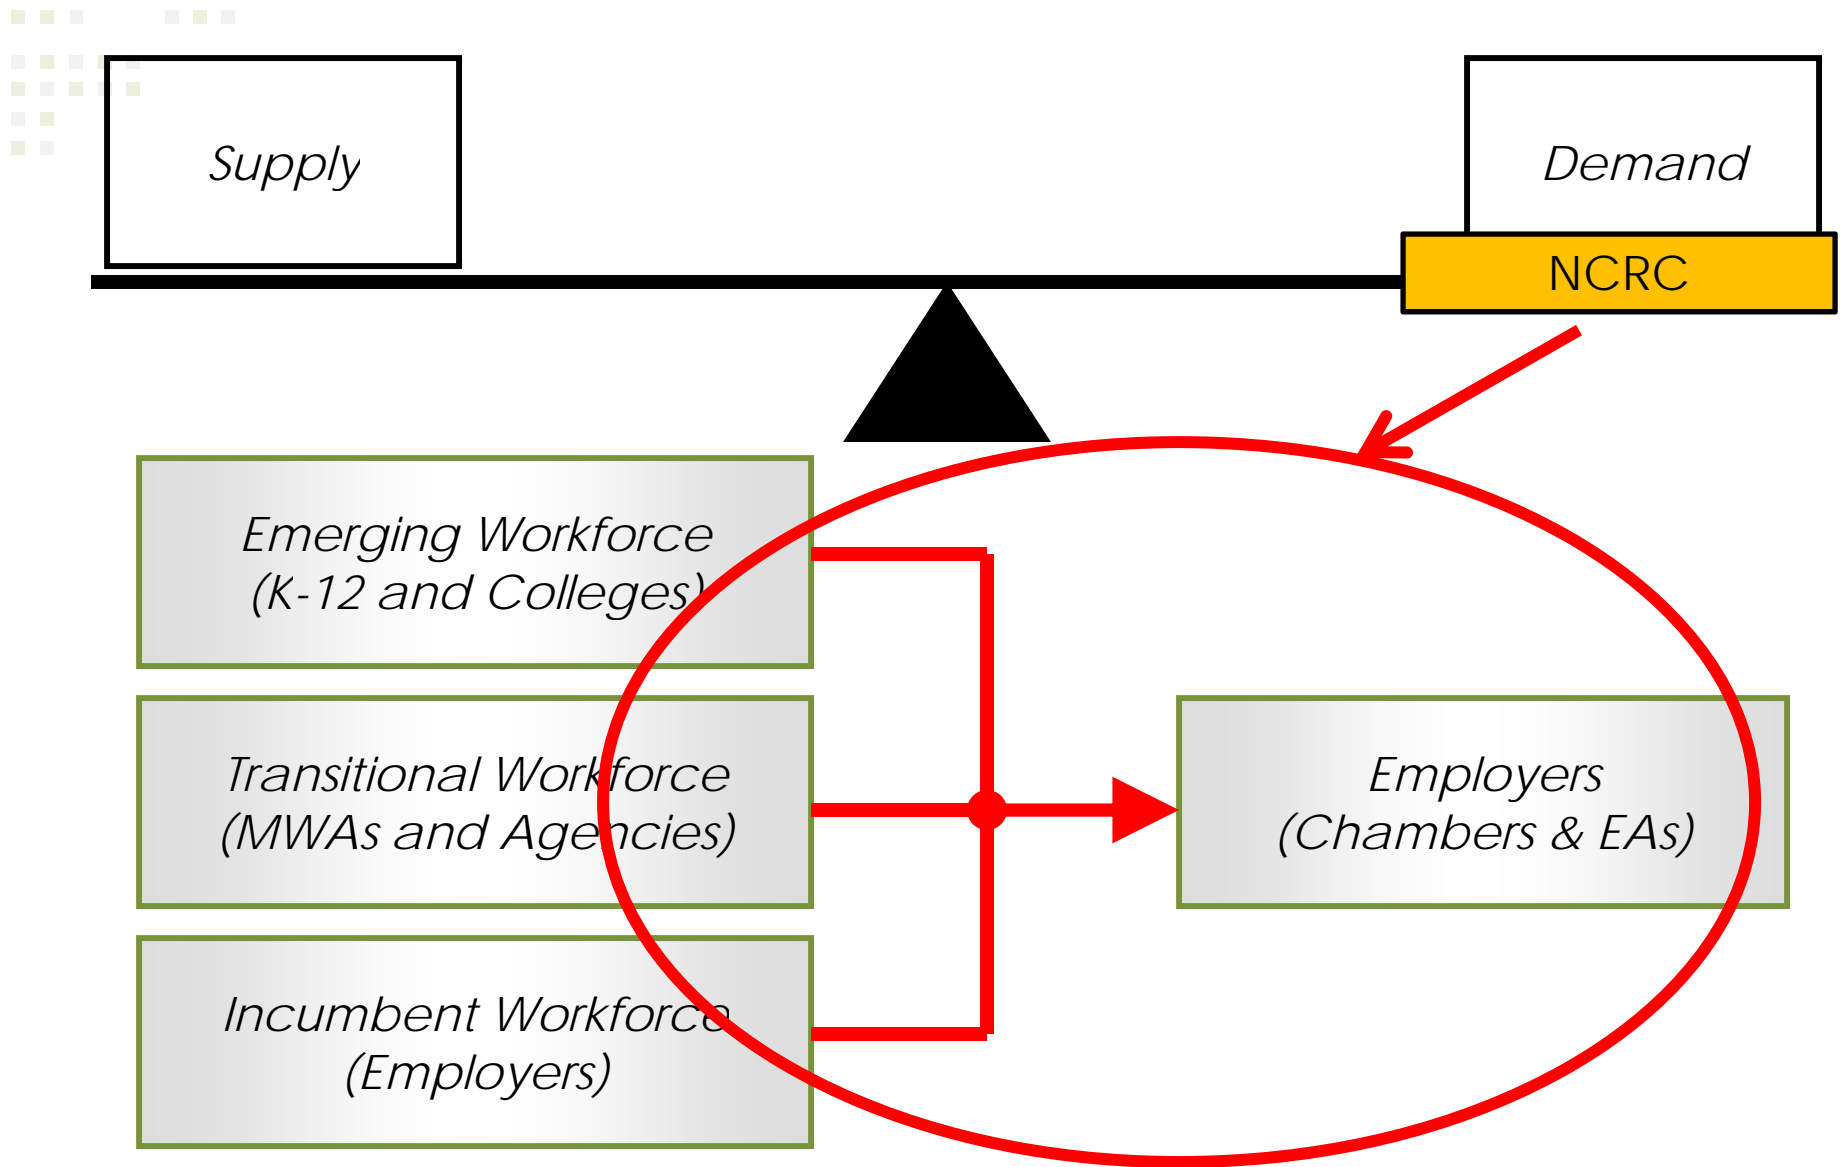 Supply
Demand
NCRC
Emerging Workforce
(K-12 and Colleges)
Transitional Workforce
(MWAs and Agencies)
Employers
(Chambers & EAs)
Incumbent Workforce
(Employers)